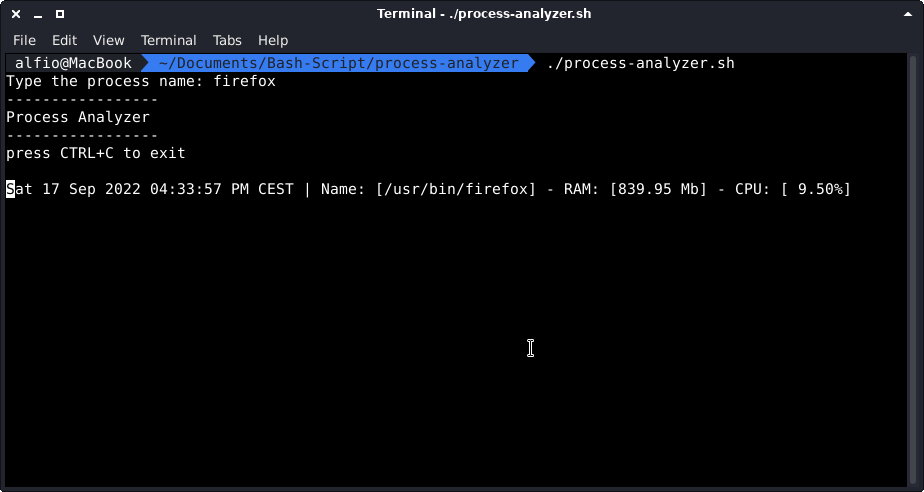 Terminal - ./process-analyzer.sh
File Edit View Terminal Tabs Help
alfio@MacBook ~/Documents/Bash-Script/process-analyzer ./process-analyzer.sh
Type the process name: firefox
-----------------
Process Analyzer
-----------------
press CTRL+C to exit
Sat 17 Sep 2022 04:33:57 PM CEST | Name: [/usr/bin/firefox] - RAM: [839.95 Mb] - CPU: [ 9.50%]